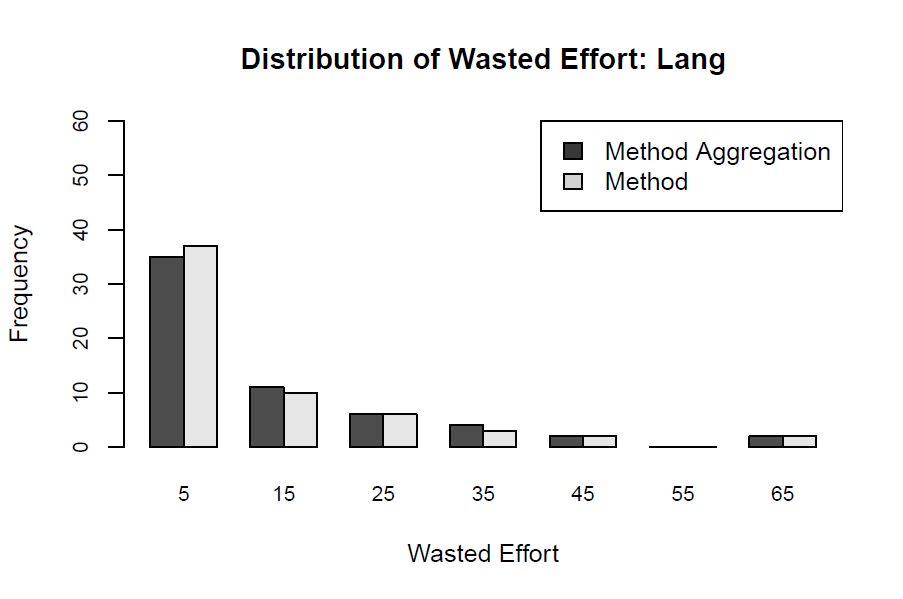 Distribution of Wasted Effort: Lang
Method Aggregation
Method
Frequency
60
50
40
30
20
10
0
5 15 25 35 45 55 65
Wasted Effort